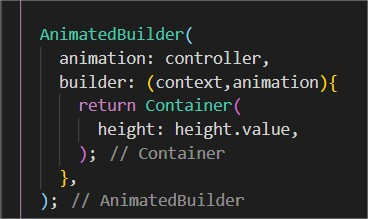 AnimatedBuilder(
animation: controller,
builder: (context,animation){
return Container(
height: height.value,
); // Container
},
); // AnimatedBuilder